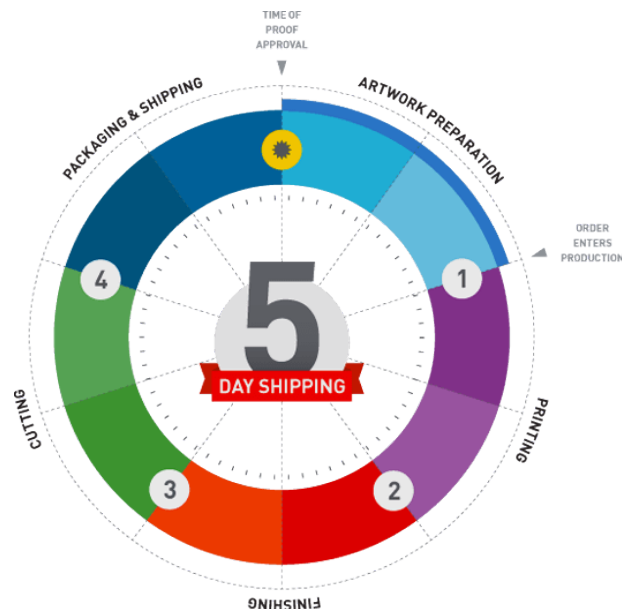 TIME OF
PROOF
APPROVAL
PACKAGING & SHIPPING
ARTWORK PREPARATION
ORDER
ENTERS
PRODUCTION
1
4
5
DAY SHIPPING
CUTTING
PRINTING
3
2
FINISHING